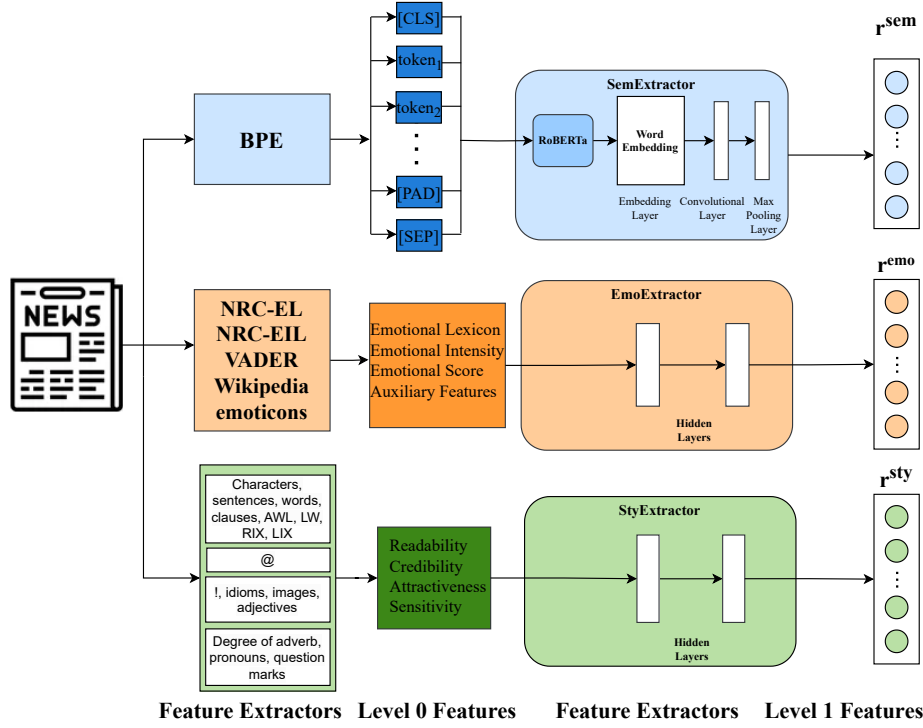 [CLS]
token1
token2
[PAD]
[SEP]
BPE
SemExtractor
RoBERTa
Word
Embedding
Embedding
Layer
Convolutional
Layer
Max
Pooling
Layer
r^sem
NEWS
NRC-EL
NRC-EIL
VADER
Wikipedia
emoticons
Emotional Lexicon
Emotional Intensity
Emotional Score
Auxiliary Features
EmoExtractor
Hidden
Layers
r^emo
Characters,
sentences, words,
clauses, AWL, LW,
RIX, LIX
@
!, idioms, images,
adjectives
Degree of adverb,
pronouns, question
marks
Readability
Credibility
Attractiveness
Sensitivity
StyExtractor
Hidden
Layers
r^sty
Feature Extractors
Level 0 Features
Feature Extractors
Level 1 Features